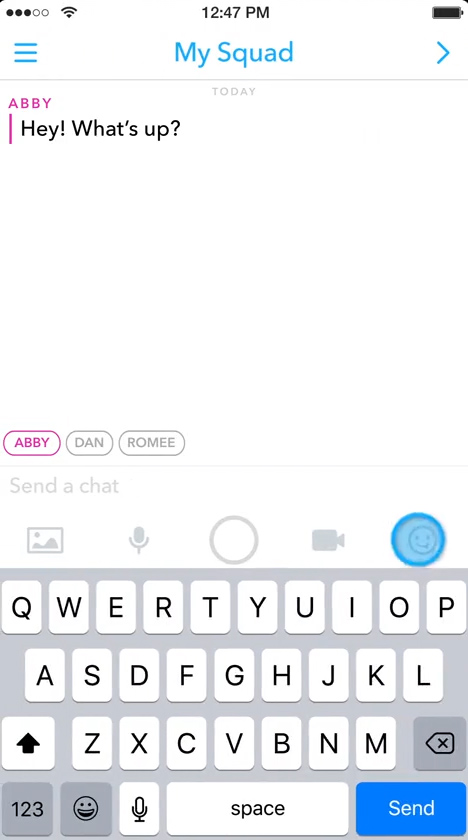 12:47 PM
My Squad
TODAY
ABBY
Hey! What's up?
ABBY DAN ROMEE
Send a chat
Q W E R T Y U I O P
A S D F G H J K L
Z X C V B N M
123 space Send